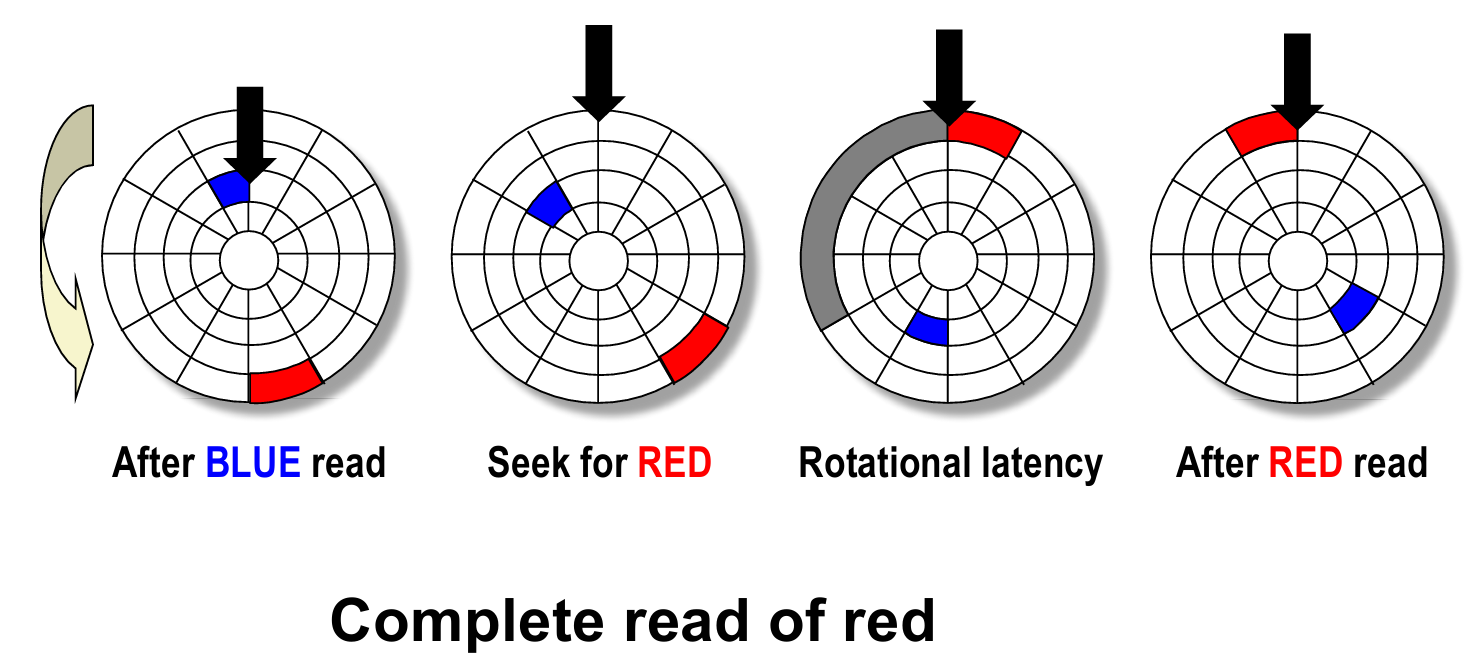 After BLUE read
Seek for RED
Rotational latency
After RED read
Complete read of red